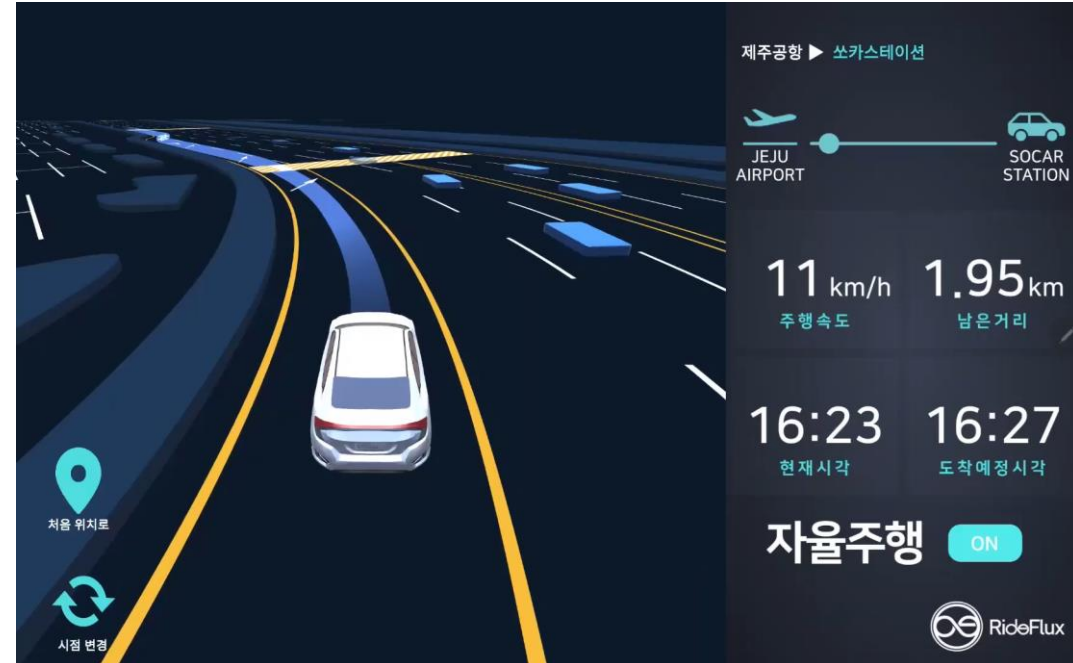 제주공항 ▶ 쏘카스테이션
JEJU
AIRPORT
SOCAR
STATION
11 km/h
주행속도
1.95 km
남은거리
16:23
현재시각
16:27
도착예정시각
자율주행 ON
RideFlux
처음 위치로
시점 변경